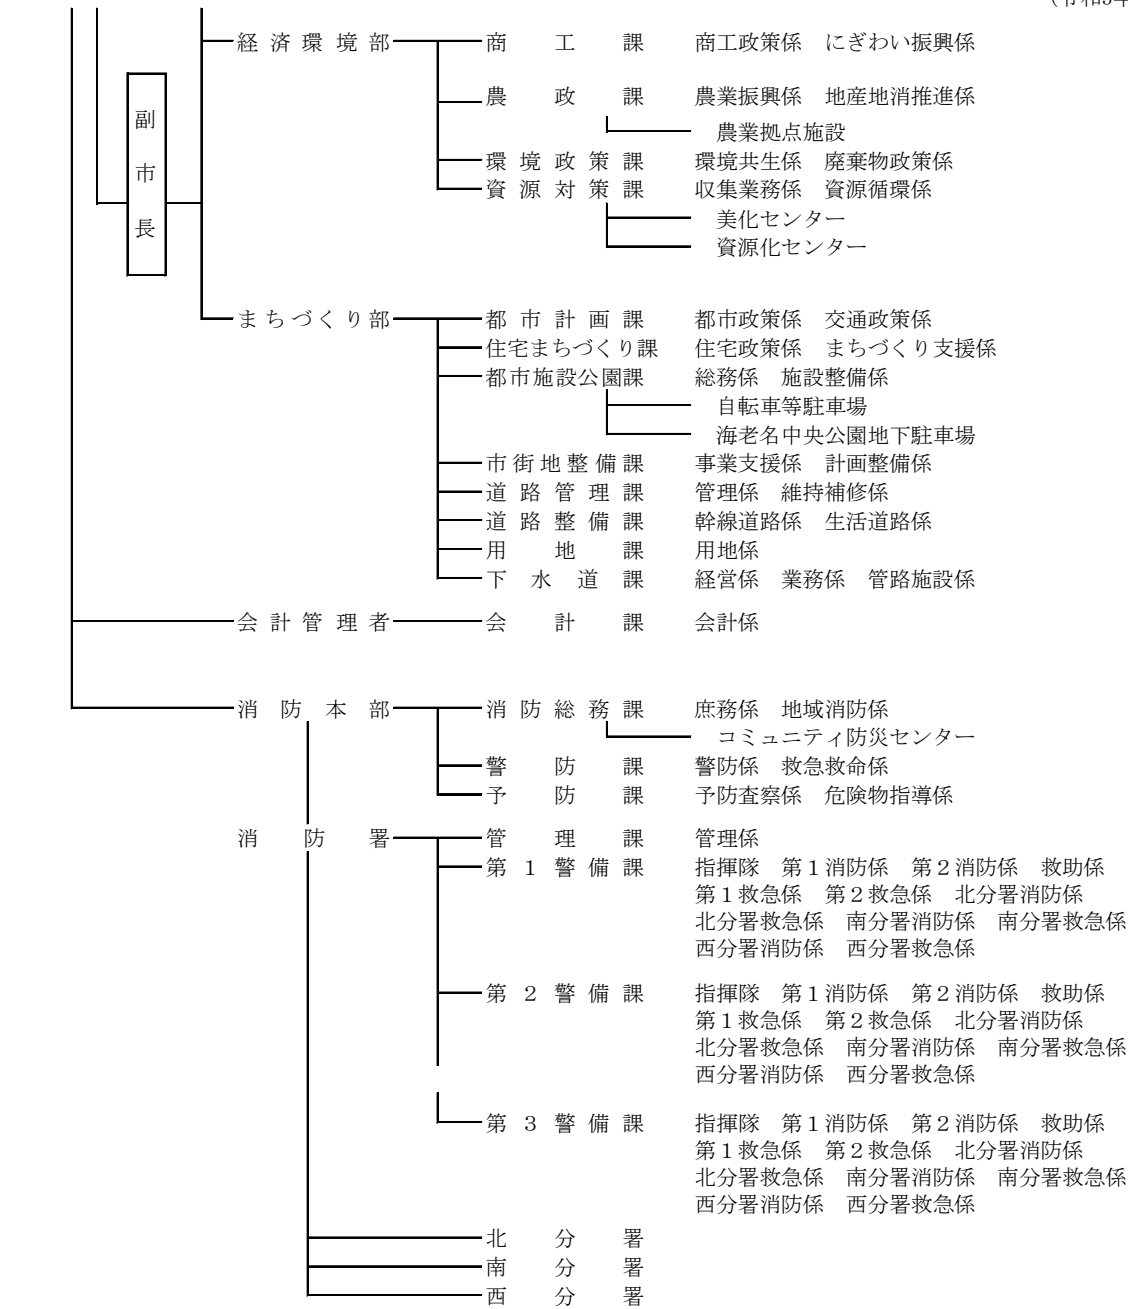 経済環境部 商工課 商工政策係 にぎわい振興係
農政課 農業振興係 地産地消推進係
農業拠点施設
環境政策課 環境共生係 廃棄物政策係
資源対策課 収集業務係 資源循環係
美化センター
資源化センター
副市長
まちづくり部 都市計画課 都市政策係 交通政策係
住宅まちづくり課 住宅政策係 まちづくり支援係
都市施設公園課 総務係 施設整備係
自転車等駐車場
海老名中央公園地下駐車場
市街地整備課 事業支援係 計画整備係
道路管理課 管理係 維持補修係
道路整備課 幹線道路係 生活道路係
用地課 用地係
下水道課 経営係 業務係 管路施設係
会計管理者 会計課 会計係
消防本部 消防総務課 庶務係 地域消防係
コミュニティ防災センター
警防課 警防係 救急救命係
予防課 予防査察係 危険物指導係
消防署 管理課 管理係
第1警備課 指揮隊 第1消防係 第2消防係 救助係
第1救急係 第2救急係 北分署消防係
北分署救急係 南分署消防係 南分署救急係
西分署消防係 西分署救急係
第2警備課 指揮隊 第1消防係 第2消防係 救助係
第1救急係 第2救急係 北分署消防係
北分署救急係 南分署消防係 南分署救急係
西分署消防係 西分署救急係
第3警備課 指揮隊 第1消防係 第2消防係 救助係
第1救急係 第2救急係 北分署消防係
北分署救急係 南分署消防係 南分署救急係
西分署消防係 西分署救急係
北分署
南分署
西分署